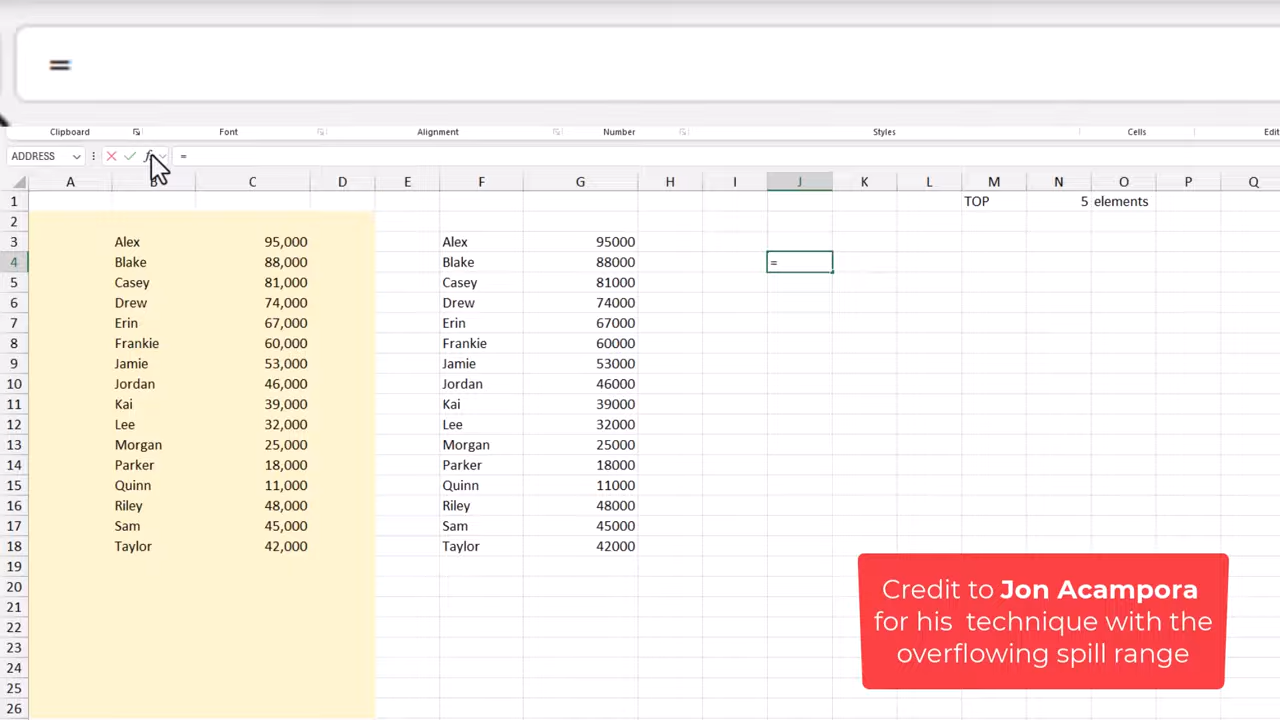 =
Clipboard Font Alignment Number Styles Cells Edit
ADDRESS =
A B C D E F G H I J K L M N O P Q
1 TOP 5 elements
2
3 Alex 95,000 Alex 95000
4 Blake 88,000 Blake 88000 =
5 Casey 81,000 Casey 81000
6 Drew 74,000 Drew 74000
7 Erin 67,000 Erin 67000
8 Frankie 60,000 Frankie 60000
9 Jamie 53,000 Jamie 53000
10 Jordan 46,000 Jordan 46000
11 Kai 39,000 Kai 39000
12 Lee 32,000 Lee 32000
13 Morgan 25,000 Morgan 25000
14 Parker 18,000 Parker 18000
15 Quinn 11,000 Quinn 11000
16 Riley 48,000 Riley 48000
17 Sam 45,000 Sam 45000
18 Taylor 42,000 Taylor 42000
19
20
21
22
23
24
25
26
Credit to Jon Acampora
for his technique with the
overflowing spill range